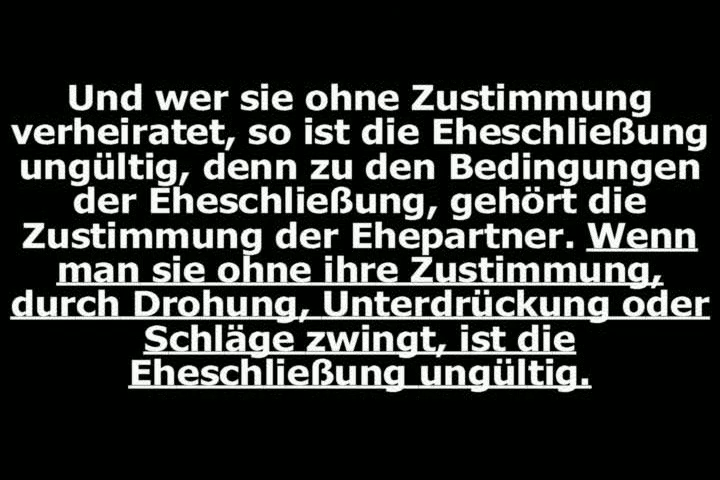 Und wer sie ohne Zustimmung
verheiratet, so ist die Eheschließung
ungültig, denn zu den Bedingungen
der Eheschließung, gehört die
Zustimmung der Ehepartner. Wenn
man sie ohne ihre Zustimmung,
durch Drohung, Unterdrückung oder
Schläge zwingt, ist die
Eheschließung ungültig.